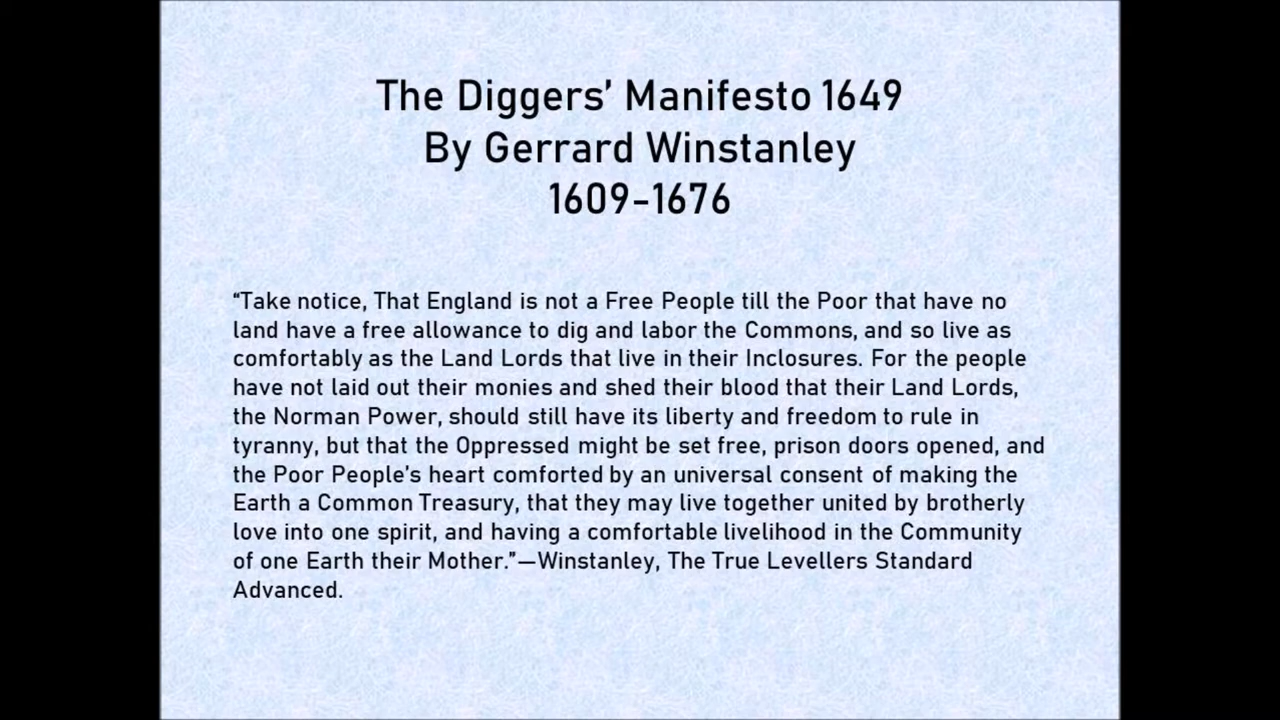 The Diggers’ Manifesto 1649
By Gerrard Winstanley
1609-1676
“Take notice, That England is not a Free People till the Poor that have no
land have a free allowance to dig and labor the Commons, and so live as
comfortably as the Land Lords that live in their Inclosures. For the people
have not laid out their monies and shed their blood that their Land Lords,
the Norman Power, should still have its liberty and freedom to rule in
tyranny, but that the Oppressed might be set free, prison doors opened, and
the Poor People’s heart comforted by an universal consent of making the
Earth a Common Treasury, that they may live together united by brotherly
love into one spirit, and having a comfortable livelihood in the Community
of one Earth their Mother.”—Winstanley, The True Levellers Standard
Advanced.